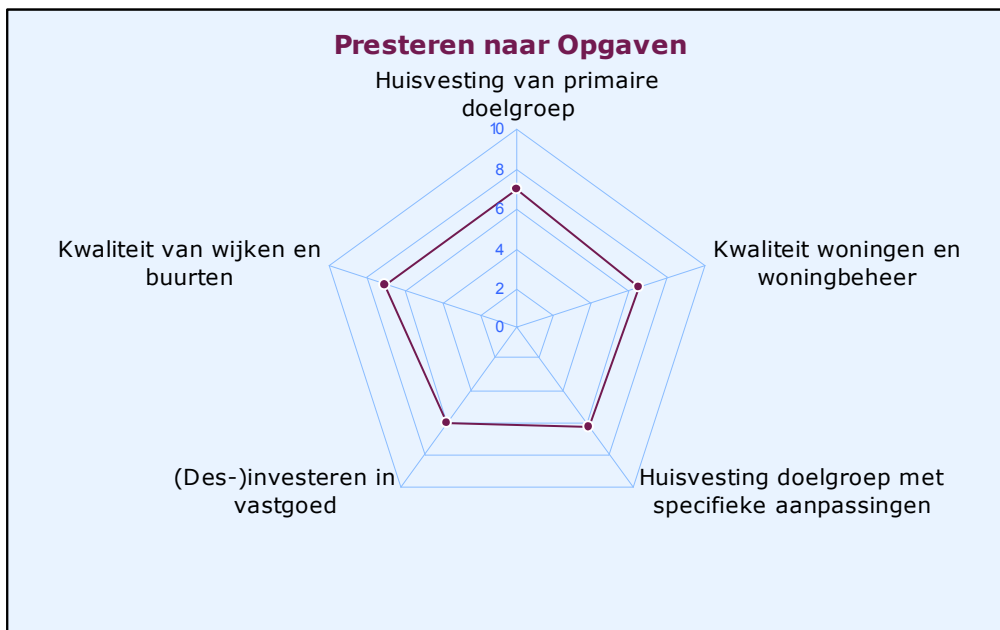 Presteren naar Opgaven
Huisvesting van primaire
doelgroep
10
8
6
4
2
0
Kwaliteit woningen en
woningbeheer
Huisvesting doelgroep met
specifieke aanpassingen
(Des-)investeren in
vastgoed
Kwaliteit van wijken en
buurten